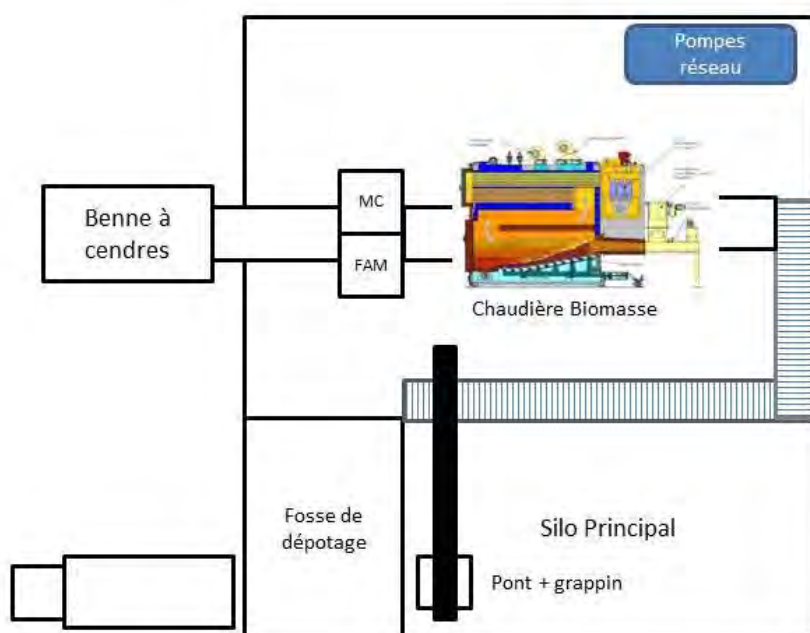 Pompes
réseau
MC
Benne à
cendres
FAM
Chaudière Biomasse
Fosse de
dépotage
Silo Principal
Pont + grappin